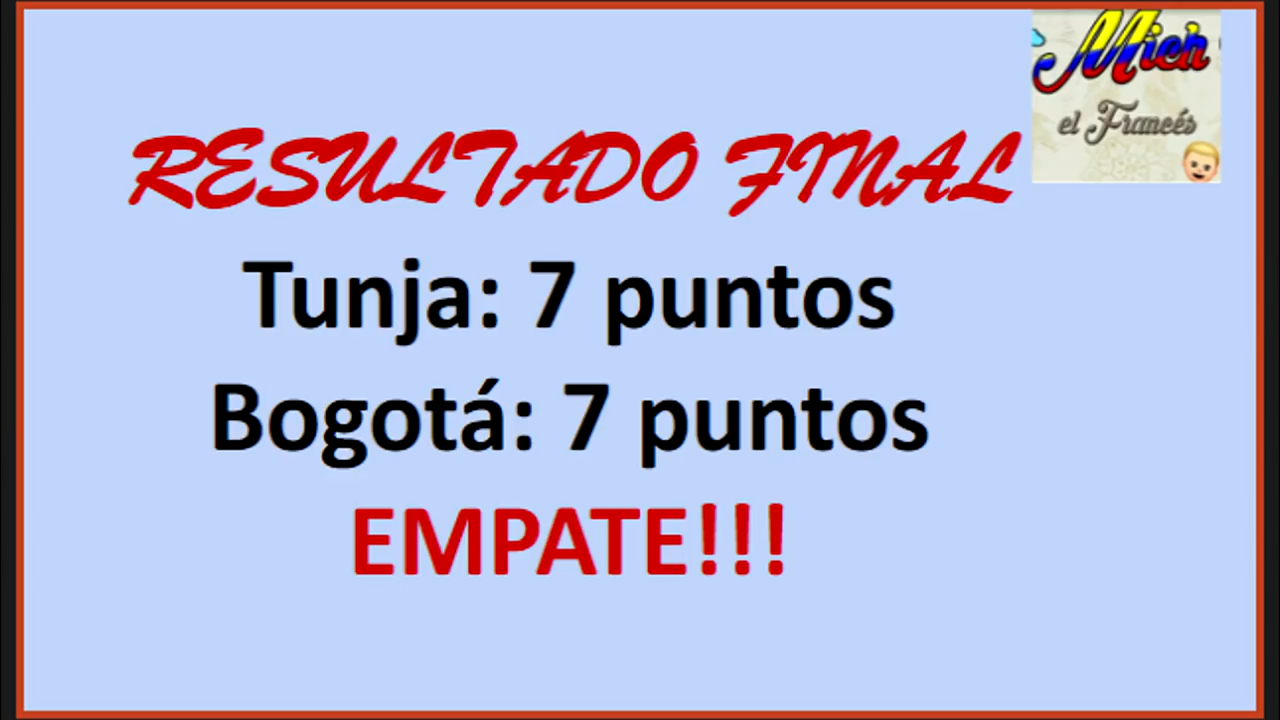 Mich
el Francés
RESULTADO FINAL
Tunja: 7 puntos
Bogotá: 7 puntos
EMPATE!!!